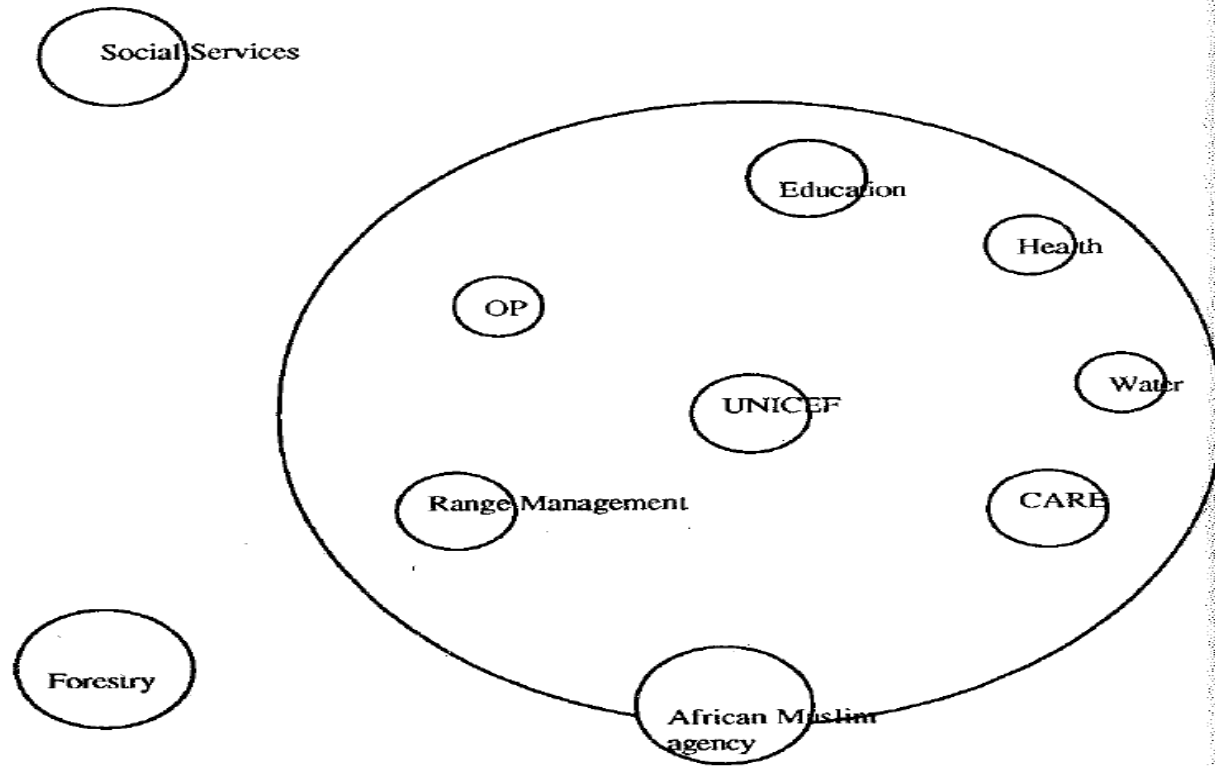 Social Services
Education
Health
OP
Water
UNICEF
Range Management
CARE
Forestry
African Muslim
agency